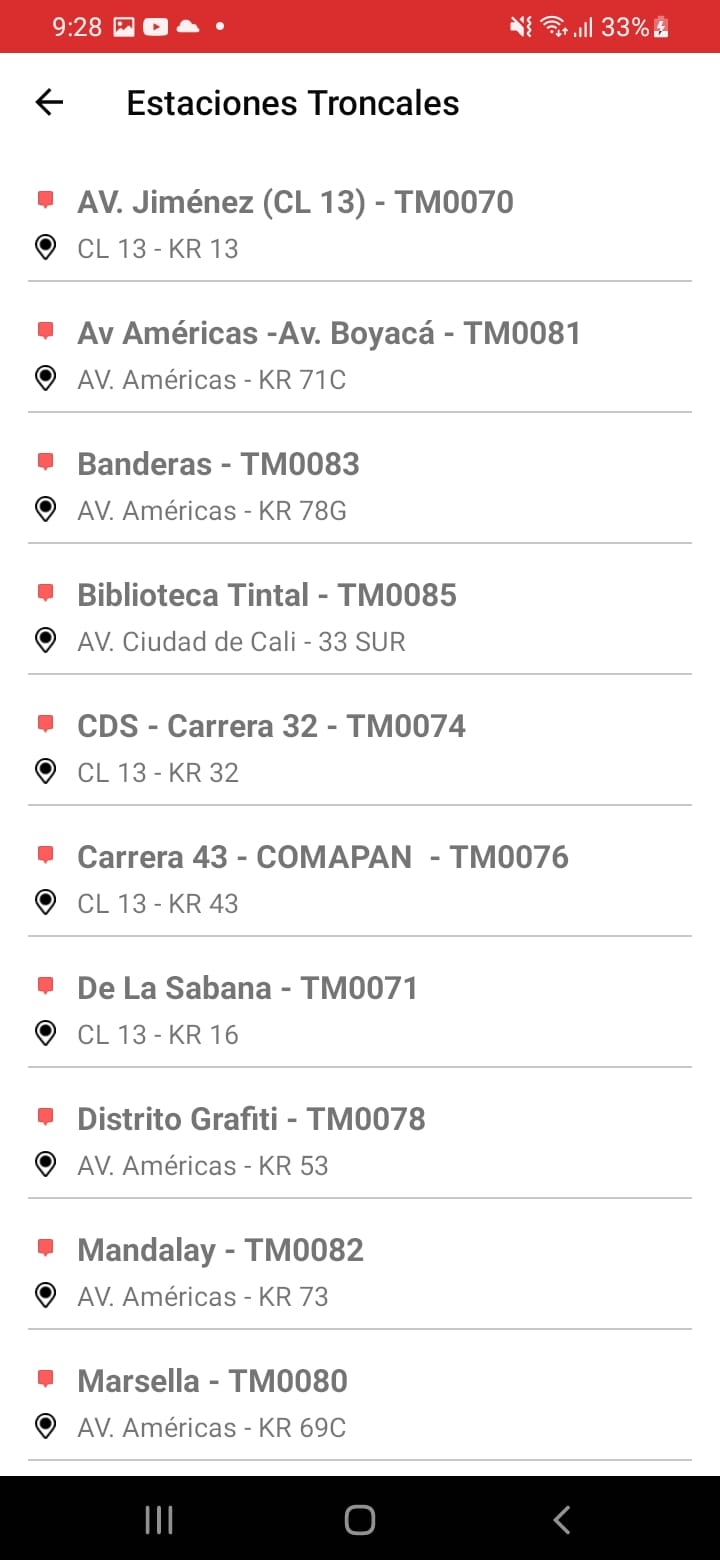 9:28 33%
Estaciones Troncales
AV. Jiménez (CL 13) - TM0070
CL 13 - KR 13
Av Américas -Av. Boyacá - TM0081
AV. Américas - KR 71C
Banderas - TM0083
AV. Américas - KR 78G
Biblioteca Tintal - TM0085
AV. Ciudad de Cali - 33 SUR
CDS - Carrera 32 - TM0074
CL 13 - KR 32
Carrera 43 - COMAPAN  - TM0076
CL 13 - KR 43
De La Sabana - TM0071
CL 13 - KR 16
Distrito Grafiti - TM0078
AV. Américas - KR 53
Mandalay - TM0082
AV. Américas - KR 73
Marsella - TM0080
AV. Américas - KR 69C